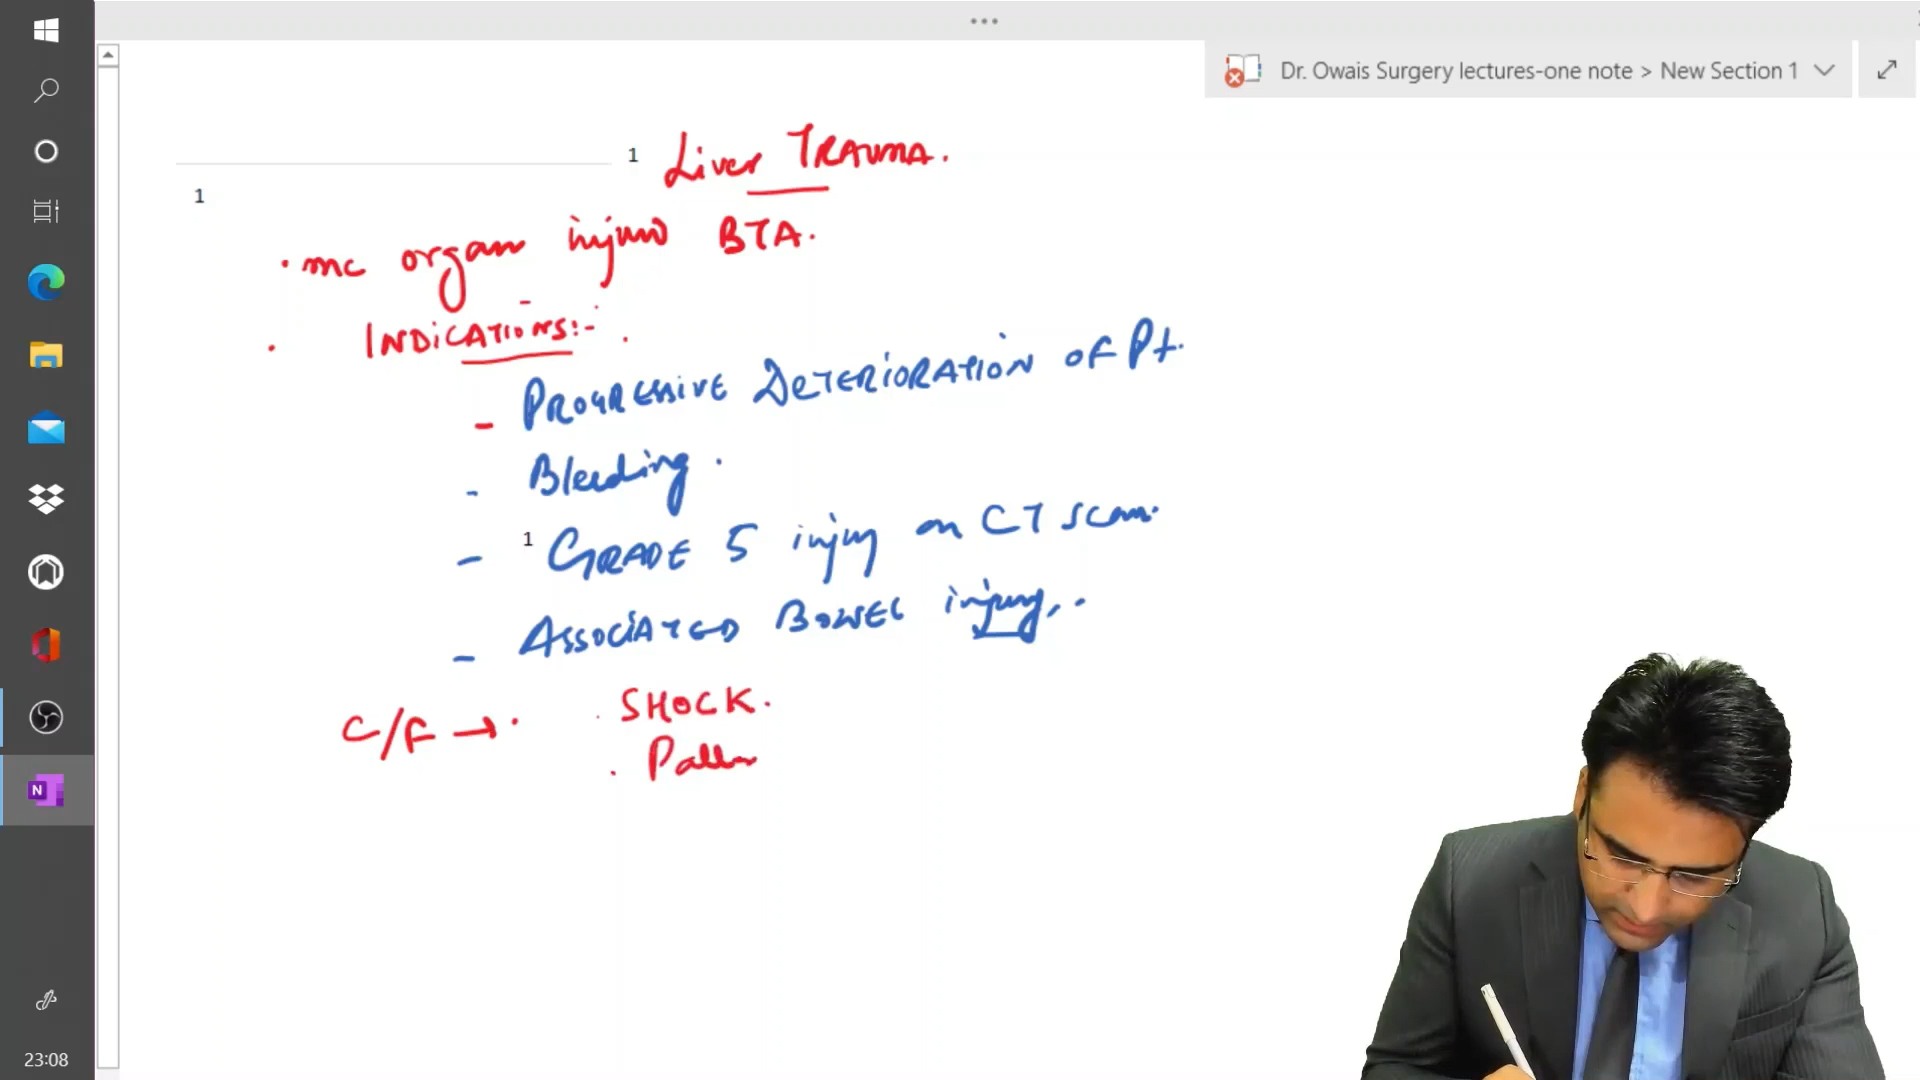 Dr. Owais Surgery lectures-one note > New Section 1
1 Liver TRAUMA.
1
. mc organ injured BTA.
. INDICATIONS:-
- PROGRESSIVE DETERIORATION OF Pt.
- Bleeding.
- 1 GRADE 5 injury on CT scan.
- ASSOCIATED BOWEL injury.
C/F → . SHOCK.
. Pallor
N
23:08